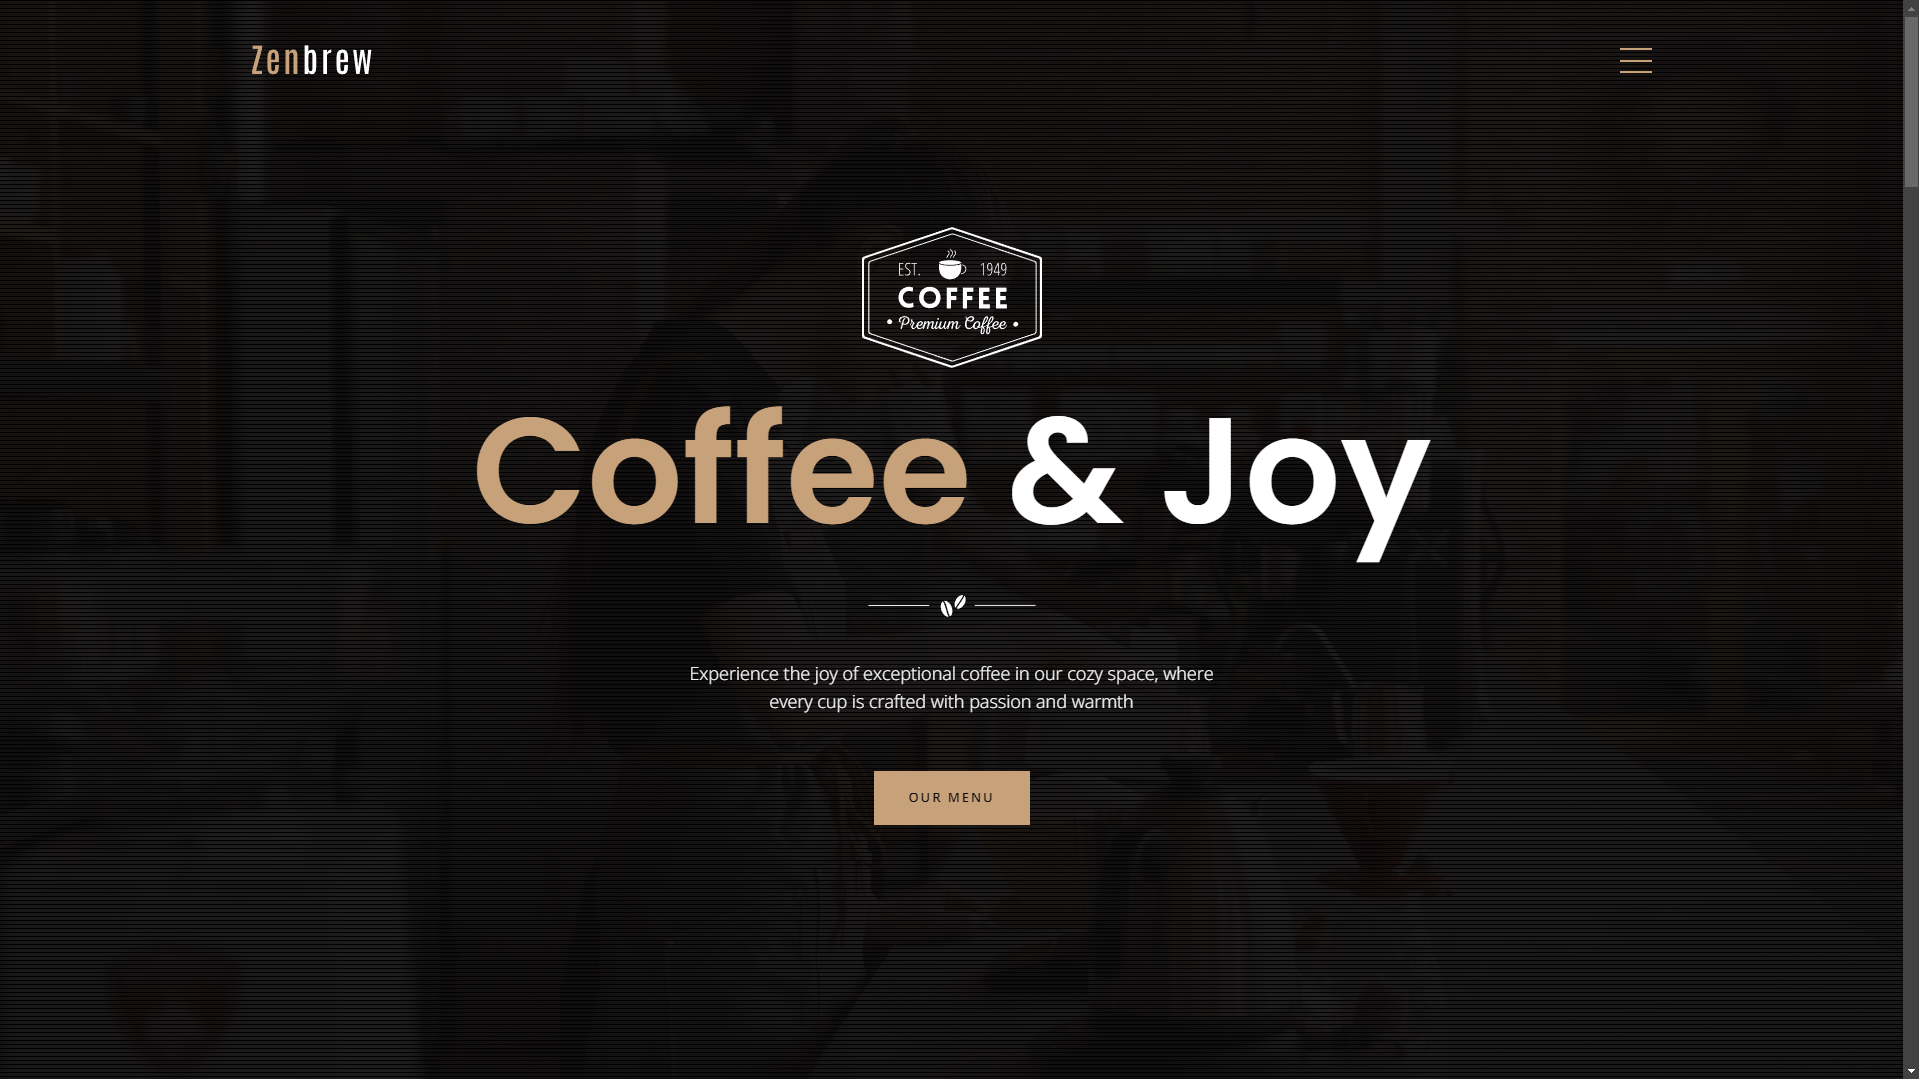 Zenbrew
EST. 1949
COFFEE
• Premium Coffee •
Coffee & Joy
Experience the joy of exceptional coffee in our cozy space, where
every cup is crafted with passion and warmth
OUR MENU